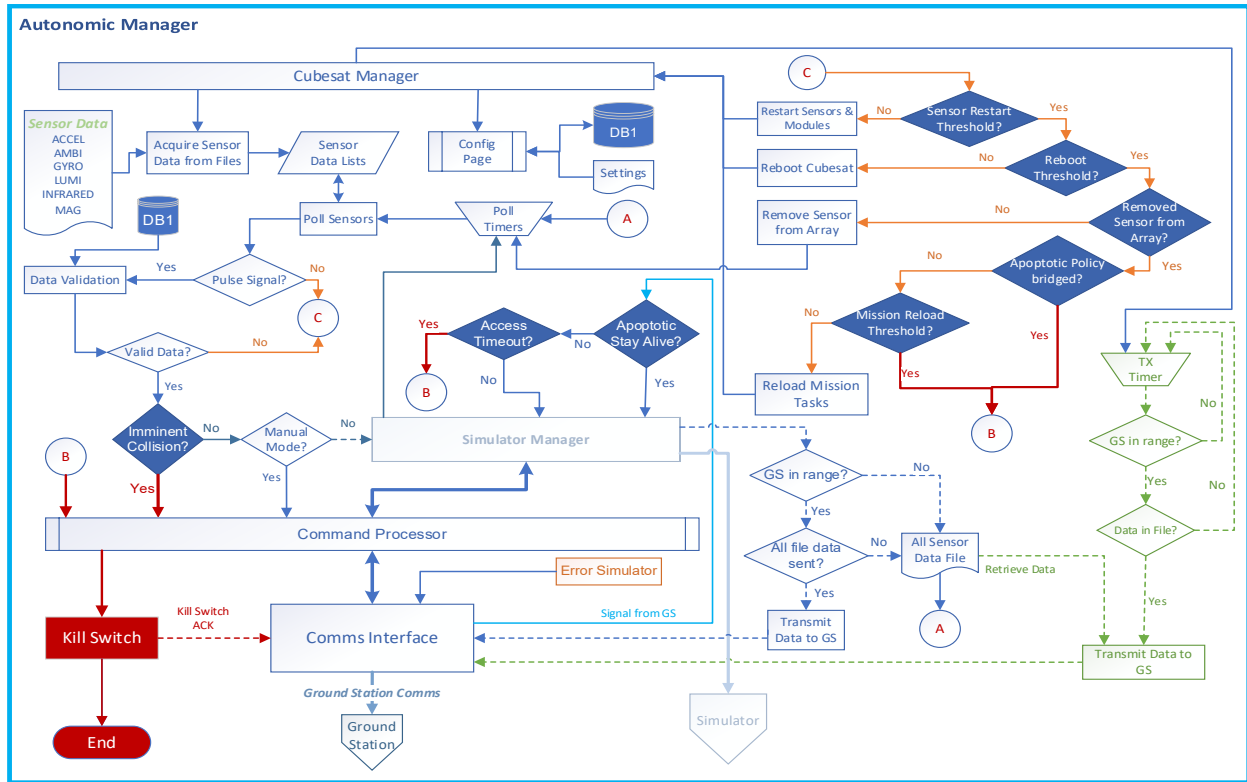 Autonomic Manager
Cubesat Manager
C
Sensor Data
ACCEL
AMBI
GYRO
LUMI
INFRARED
MAG
Acquire Sensor
Data from Files
Sensor
Data Lists
Config
Page
DB1
Settings
Restart Sensors &
Modules
No
Sensor Restart
Threshold?
Yes
Reboot Cubesat
No
Reboot
Threshold?
Yes
DB1
Poll Sensors
Poll
Timers
A
Remove Sensor
from Array
No
Removed
Sensor from
Array?
Yes
Data Validation
Yes
Pulse Signal?
No
C
No
Apoptotic Policy
bridged?
Yes
Mission Reload
Threshold?
No
Yes
Yes
Access
Timeout?
No
Apoptotic
Stay Alive?
No
Yes
B
Valid Data?
No
Yes
Reload Mission
Tasks
B
TX
Timer
No
GS in range?
Yes
No
Data in File?
Yes
Imminent
Collision?
No
Manual
Mode?
No
Simulator Manager
B
Yes
Yes
GS in range?
No
Yes
Command Processor
All file data
sent?
No
All Sensor
Data File
Retrieve Data
Yes
Error Simulator
Kill Switch
Kill Switch
ACK
Comms Interface
Signal from GS
Transmit
Data to GS
A
Transmit Data to
GS
Ground Station Comms
End
Ground
Station
Simulator